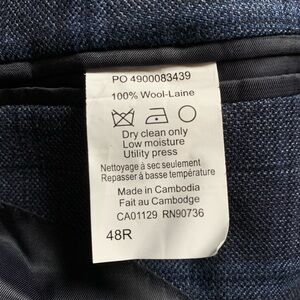 PO 4900083439
100% Wool-Laine
Dry clean only
Low moisture
Utility press
Nettoyage à sec seulement
Repasser à basse température
Made in Cambodia
Fait au Cambodge
CA01129 RN90736
48R